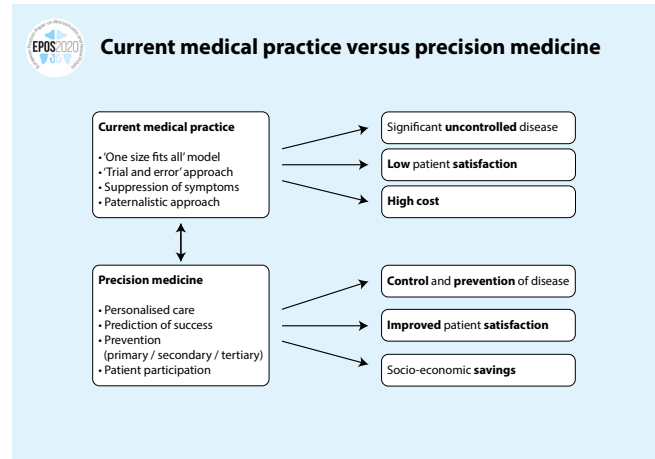 EPOS2020
Current medical practice versus precision medicine
Current medical practice
• ‘One size fits all’ model
• ‘Trial and error’ approach
• Suppression of symptoms
• Paternalistic approach
Significant uncontrolled disease
Low patient satisfaction
High cost
Precision medicine
• Personalised care
• Prediction of success
• Prevention
(primary / secondary / tertiary)
• Patient participation
Control and prevention of disease
Improved patient satisfaction
Socio-economic savings